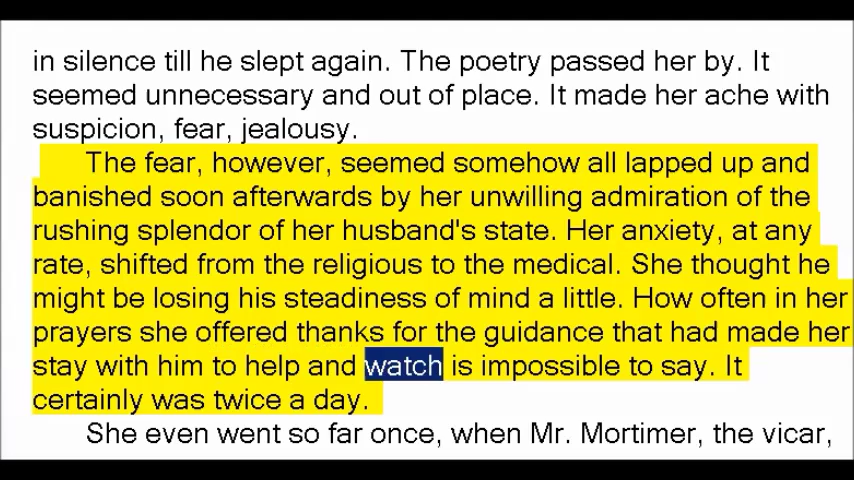 in silence till he slept again. The poetry passed her by. It
seemed unnecessary and out of place. It made her ache with
suspicion, fear, jealousy.
The fear, however, seemed somehow all lapped up and
banished soon afterwards by her unwilling admiration of the
rushing splendor of her husband's state. Her anxiety, at any
rate, shifted from the religious to the medical. She thought he
might be losing his steadiness of mind a little. How often in her
prayers she offered thanks for the guidance that had made her
stay with him to help and watch is impossible to say. It
certainly was twice a day.
She even went so far once, when Mr. Mortimer, the vicar,